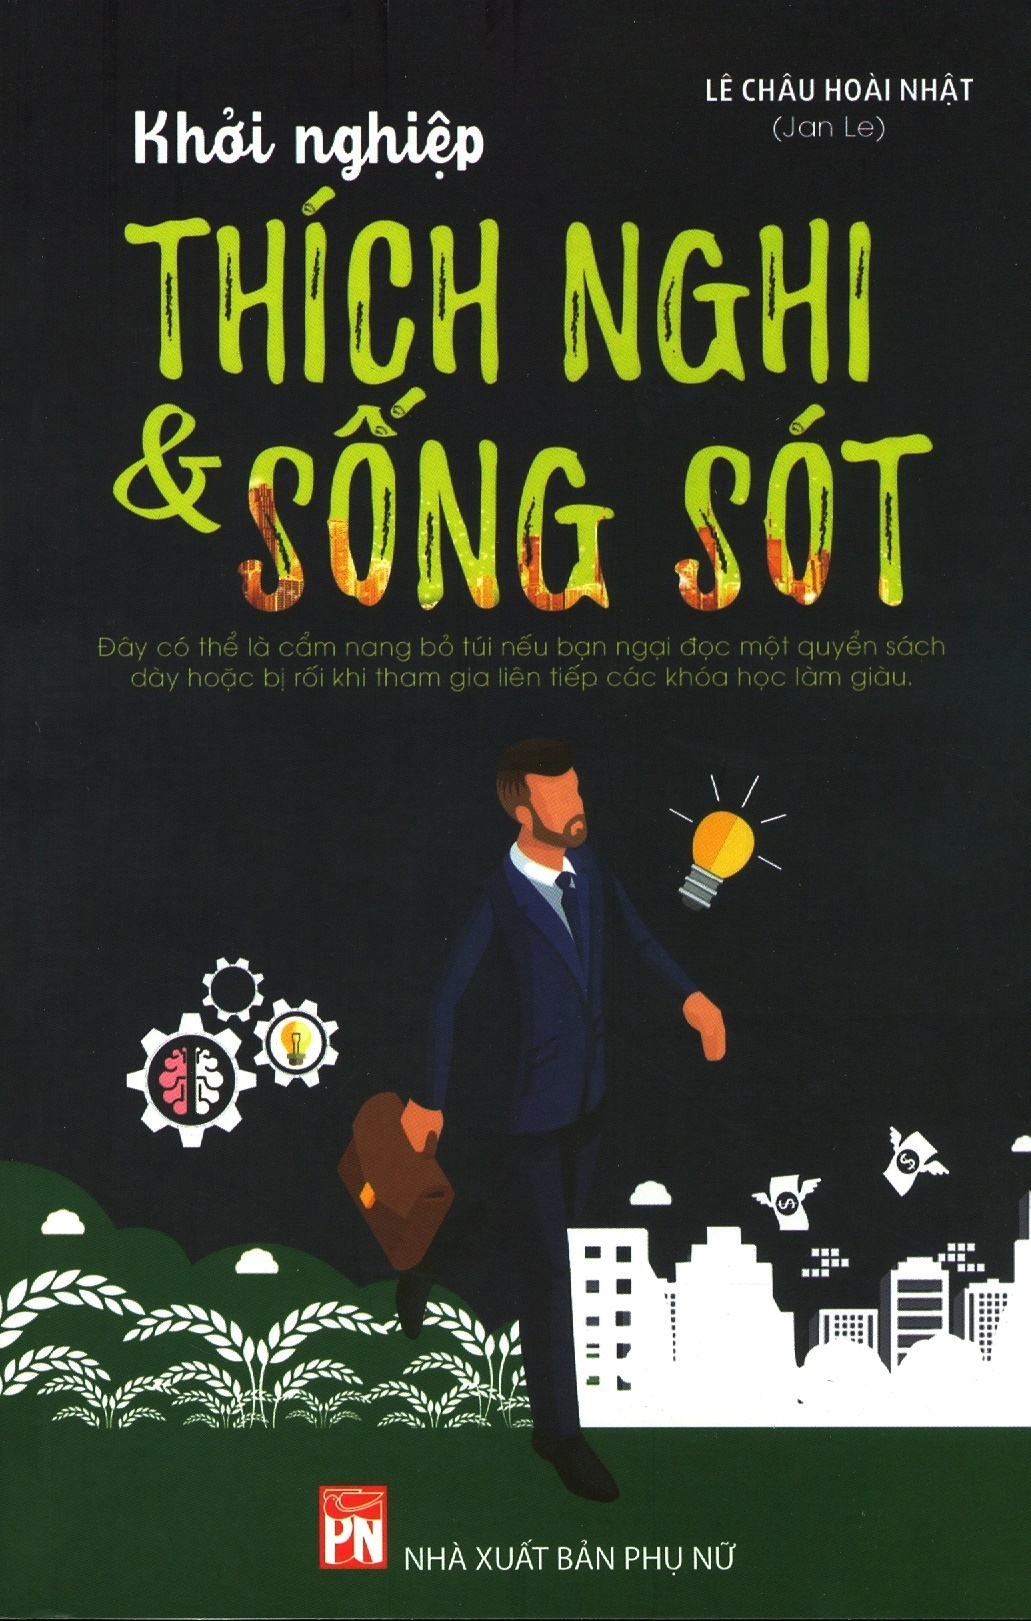 LÊ CHÂU HOÀI NHẬT
(Jan Le)
Khởi nghiệp
THÍCH NGHI
& SỐNG SÓT
Đây có thể là cẩm nang bỏ túi nếu bạn ngại đọc một quyển sách
dày hoặc bị rối khi tham gia liên tiếp các khóa học làm giàu.
$
$
PN
NHÀ XUẤT BẢN PHỤ NỮ